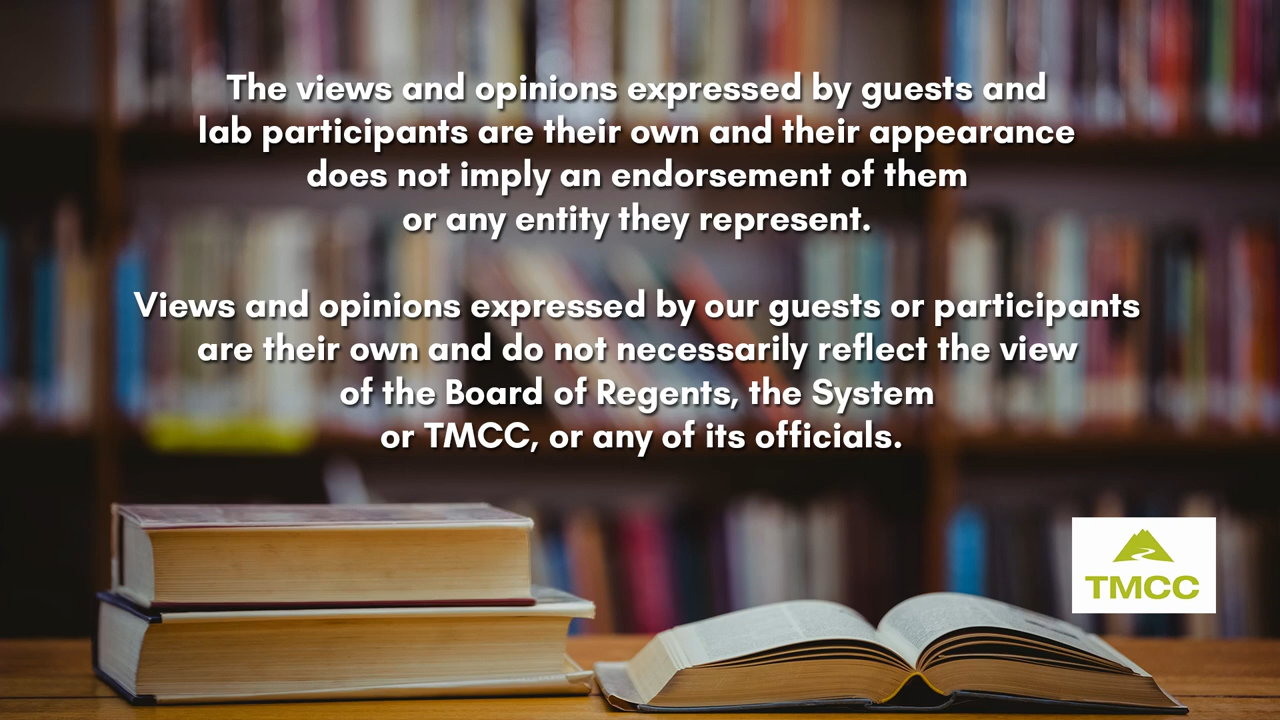 The views and opinions expressed by guests and
lab participants are their own and their appearance
does not imply an endorsement of them
or any entity they represent.
Views and opinions expressed by our guests or participants
are their own and do not necessarily reflect the view
of the Board of Regents, the System
or TMCC, or any of its officials.
TMCC